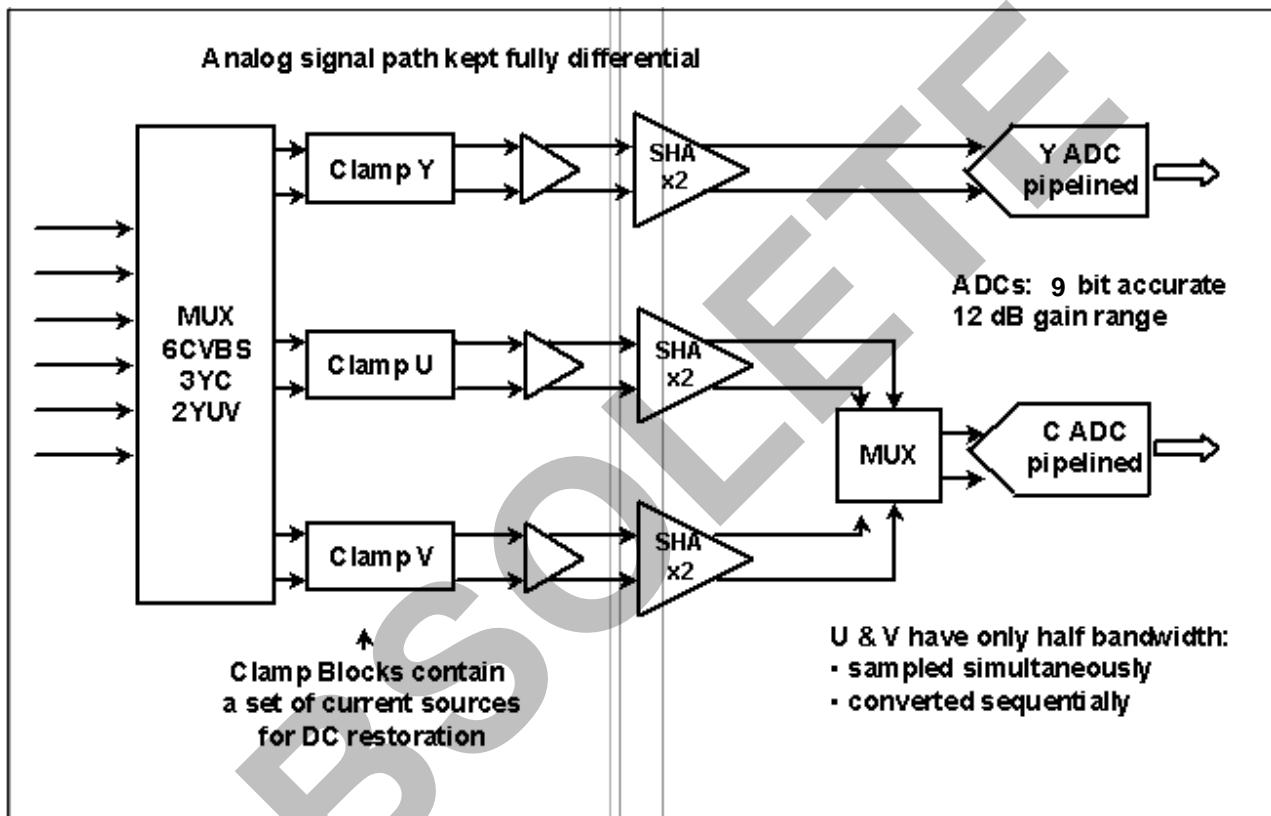 Analog signal path kept fully differential
MUX
6CVBS
3YC
2YUV
Clamp Y
SHA
x2
Y ADC
pipelined
ADCs: 9 bit accurate
12 dB gain range
Clamp U
SHA
x2
MUX
C ADC
pipelined
Clamp V
SHA
x2
Clamp Blocks contain
a set of current sources
for DC restoration
U & V have only half bandwidth:
- sampled simultaneously
- converted sequentially
BSOLETE